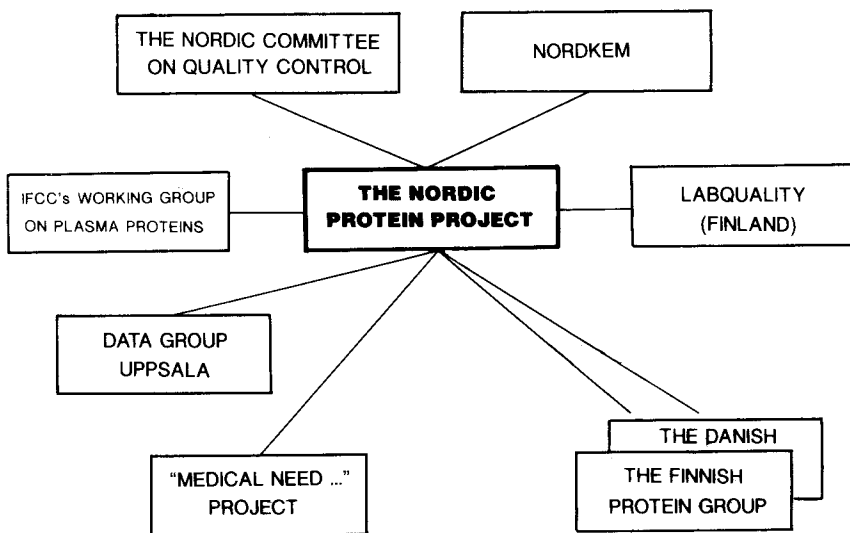 THE NORDIC COMMITTEE
ON QUALITY CONTROL
NORDKEM
IFCC's WORKING GROUP
ON PLASMA PROTEINS
THE NORDIC
PROTEIN PROJECT
LABQUALITY
(FINLAND)
DATA GROUP
UPPSALA
"MEDICAL NEED ..."
PROJECT
THE DANISH
THE FINNISH
PROTEIN GROUP